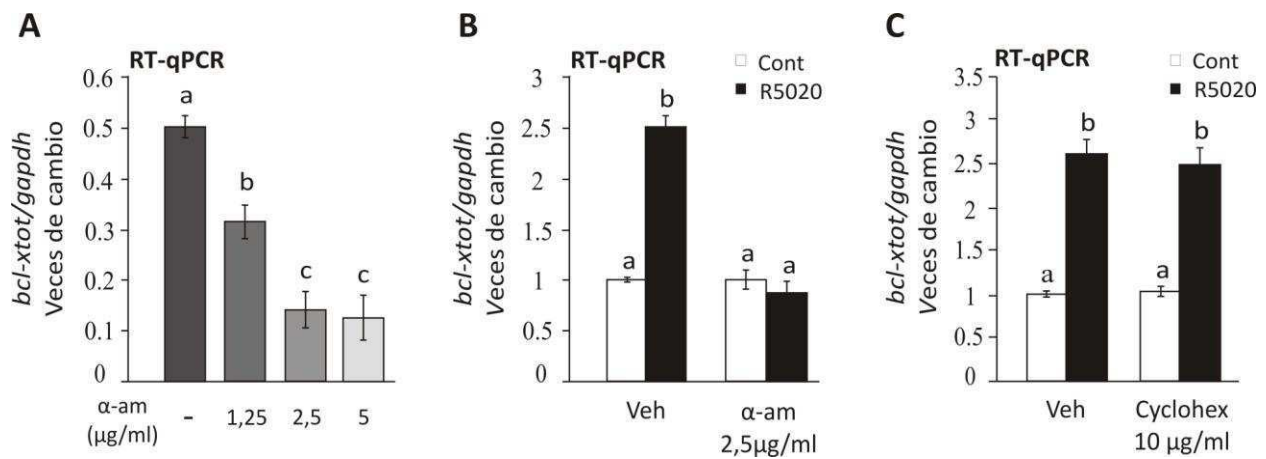 A
RT-qPCR
bcl-xtot/gapdh
Veces de cambio
0.6
0.5
0.4
0.3
0.2
0.1
0
a
b
c
c
α-am
(µg/ml)
-
1,25
2,5
5
B
RT-qPCR
Cont
R5020
bcl-xtot/gapdh
Veces de cambio
3
2.5
2
1.5
1
0.5
0
a
b
a
a
Veh
α-am
2,5µg/ml
C
RT-qPCR
Cont
R5020
bcl-xtot/gapdh
Veces de cambio
3.5
3
2.5
2
1.5
1
0.5
0
a
b
a
b
Veh
Cyclohex
10 µg/ml